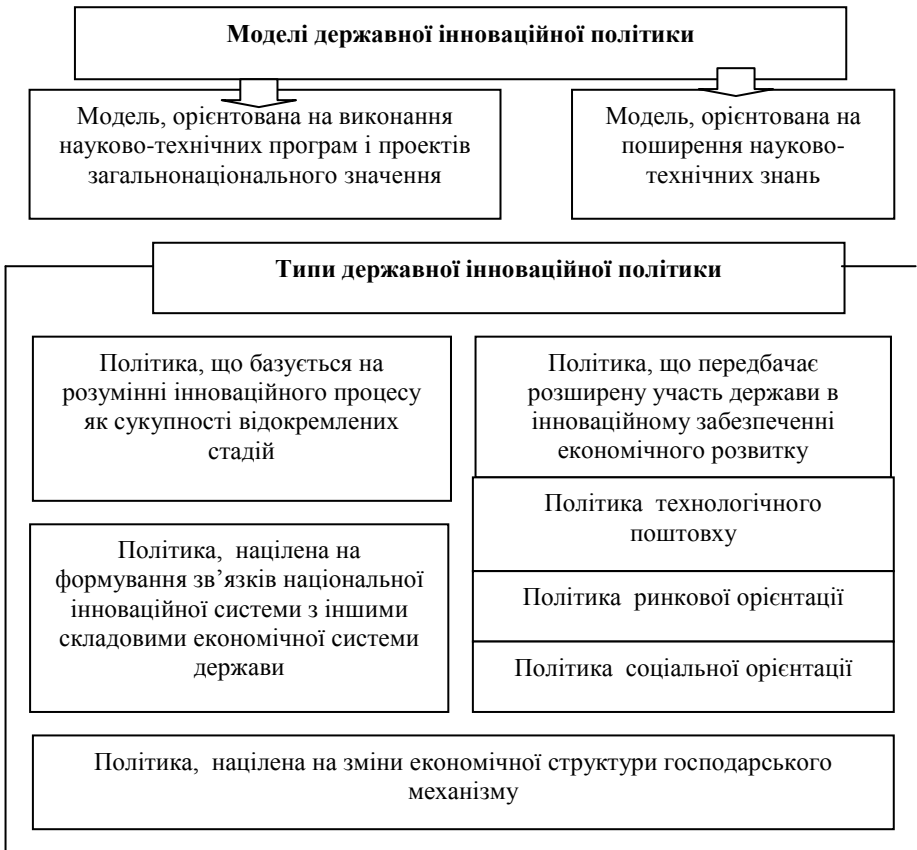 Моделі державної інноваційної політики
Модель, орієнтована на виконання
науково-технічних програм і проектів
загальнонаціонального значення
Модель, орієнтована на
поширення науково-
технічних знань
Типи державної інноваційної політики
Політика, що базується на
розумінні інноваційного процесу
як сукупності відокремлених
стадій
Політика, що передбачає
розширену участь держави в
інноваційному забезпеченні
економічного розвитку
Політика технологічного
поштовху
Політика, націлена на
формування зв’язків національної
інноваційної системи з іншими
складовими економічної системи
держави
Політика ринкової орієнтації
Політика соціальної орієнтації
Політика, націлена на зміни економічної структури господарського
механізму